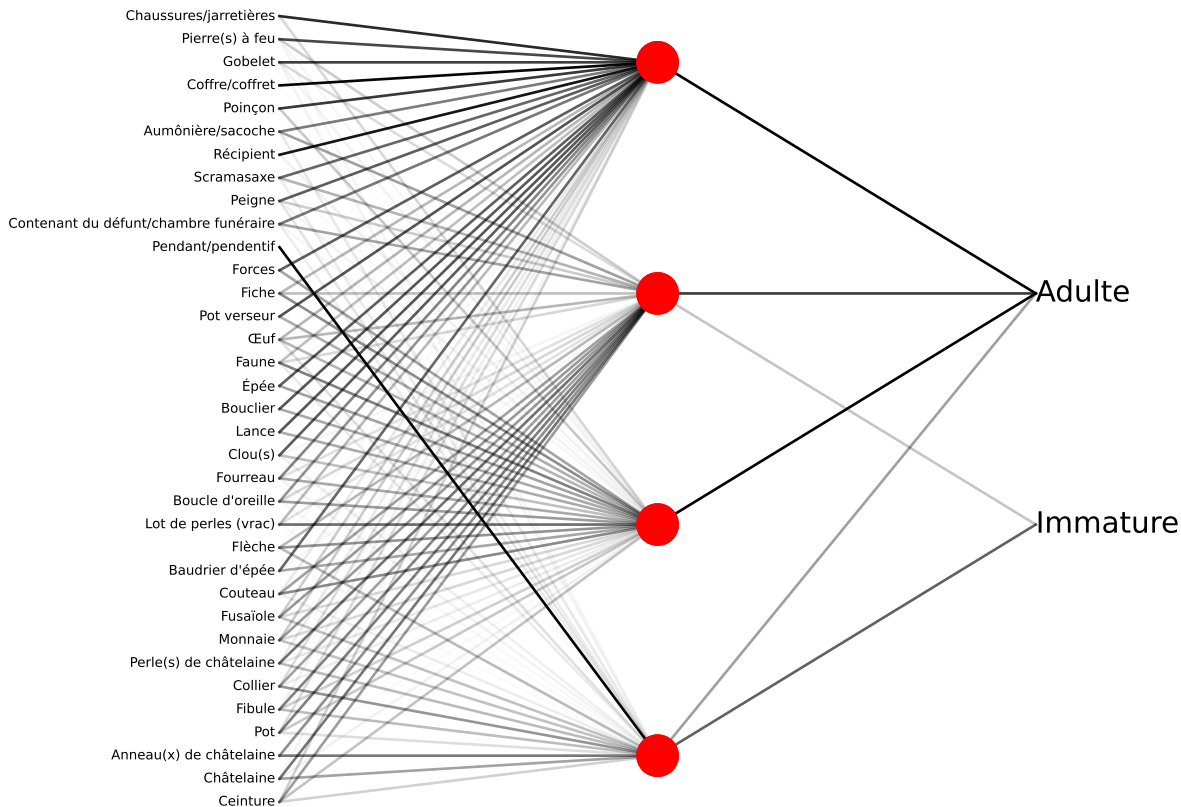 Chaussures/jarretières
Pierre(s) à feu
Gobelet
Coffre/coffret
Poinçon
Aumônière/sacoche
Récipient
Scramasaxe
Peigne
Contenant du défunt/chambre funéraire
Pendant/pendentif
Forces
Fiche
Pot verseur
Œuf
Faune
Épée
Bouclier
Lance
Clou(s)
Fourreau
Boucle d'oreille
Lot de perles (vrac)
Flèche
Baudrier d'épée
Couteau
Fusaïole
Monnaie
Perle(s) de châtelaine
Collier
Fibule
Pot
Anneau(x) de châtelaine
Châtelaine
Ceinture
Adulte
Immature